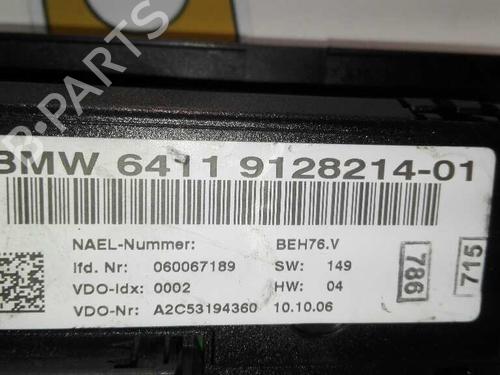 BMW 6411 9128214-01
NAEL-Nummer: BEH76.V
lfd. Nr: 060067189 SW: 149
VDO-Idx: 0002 HW: 04
VDO-Nr: A2C53194360 10.10.06
786
715
B-PARTS